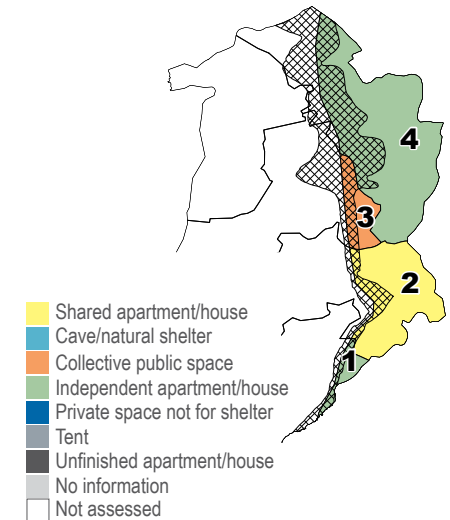 4
3
2
1
Shared apartment/house
Cave/natural shelter
Collective public space
Independent apartment/house
Private space not for shelter
Tent
Unfinished apartment/house
No information
Not assessed